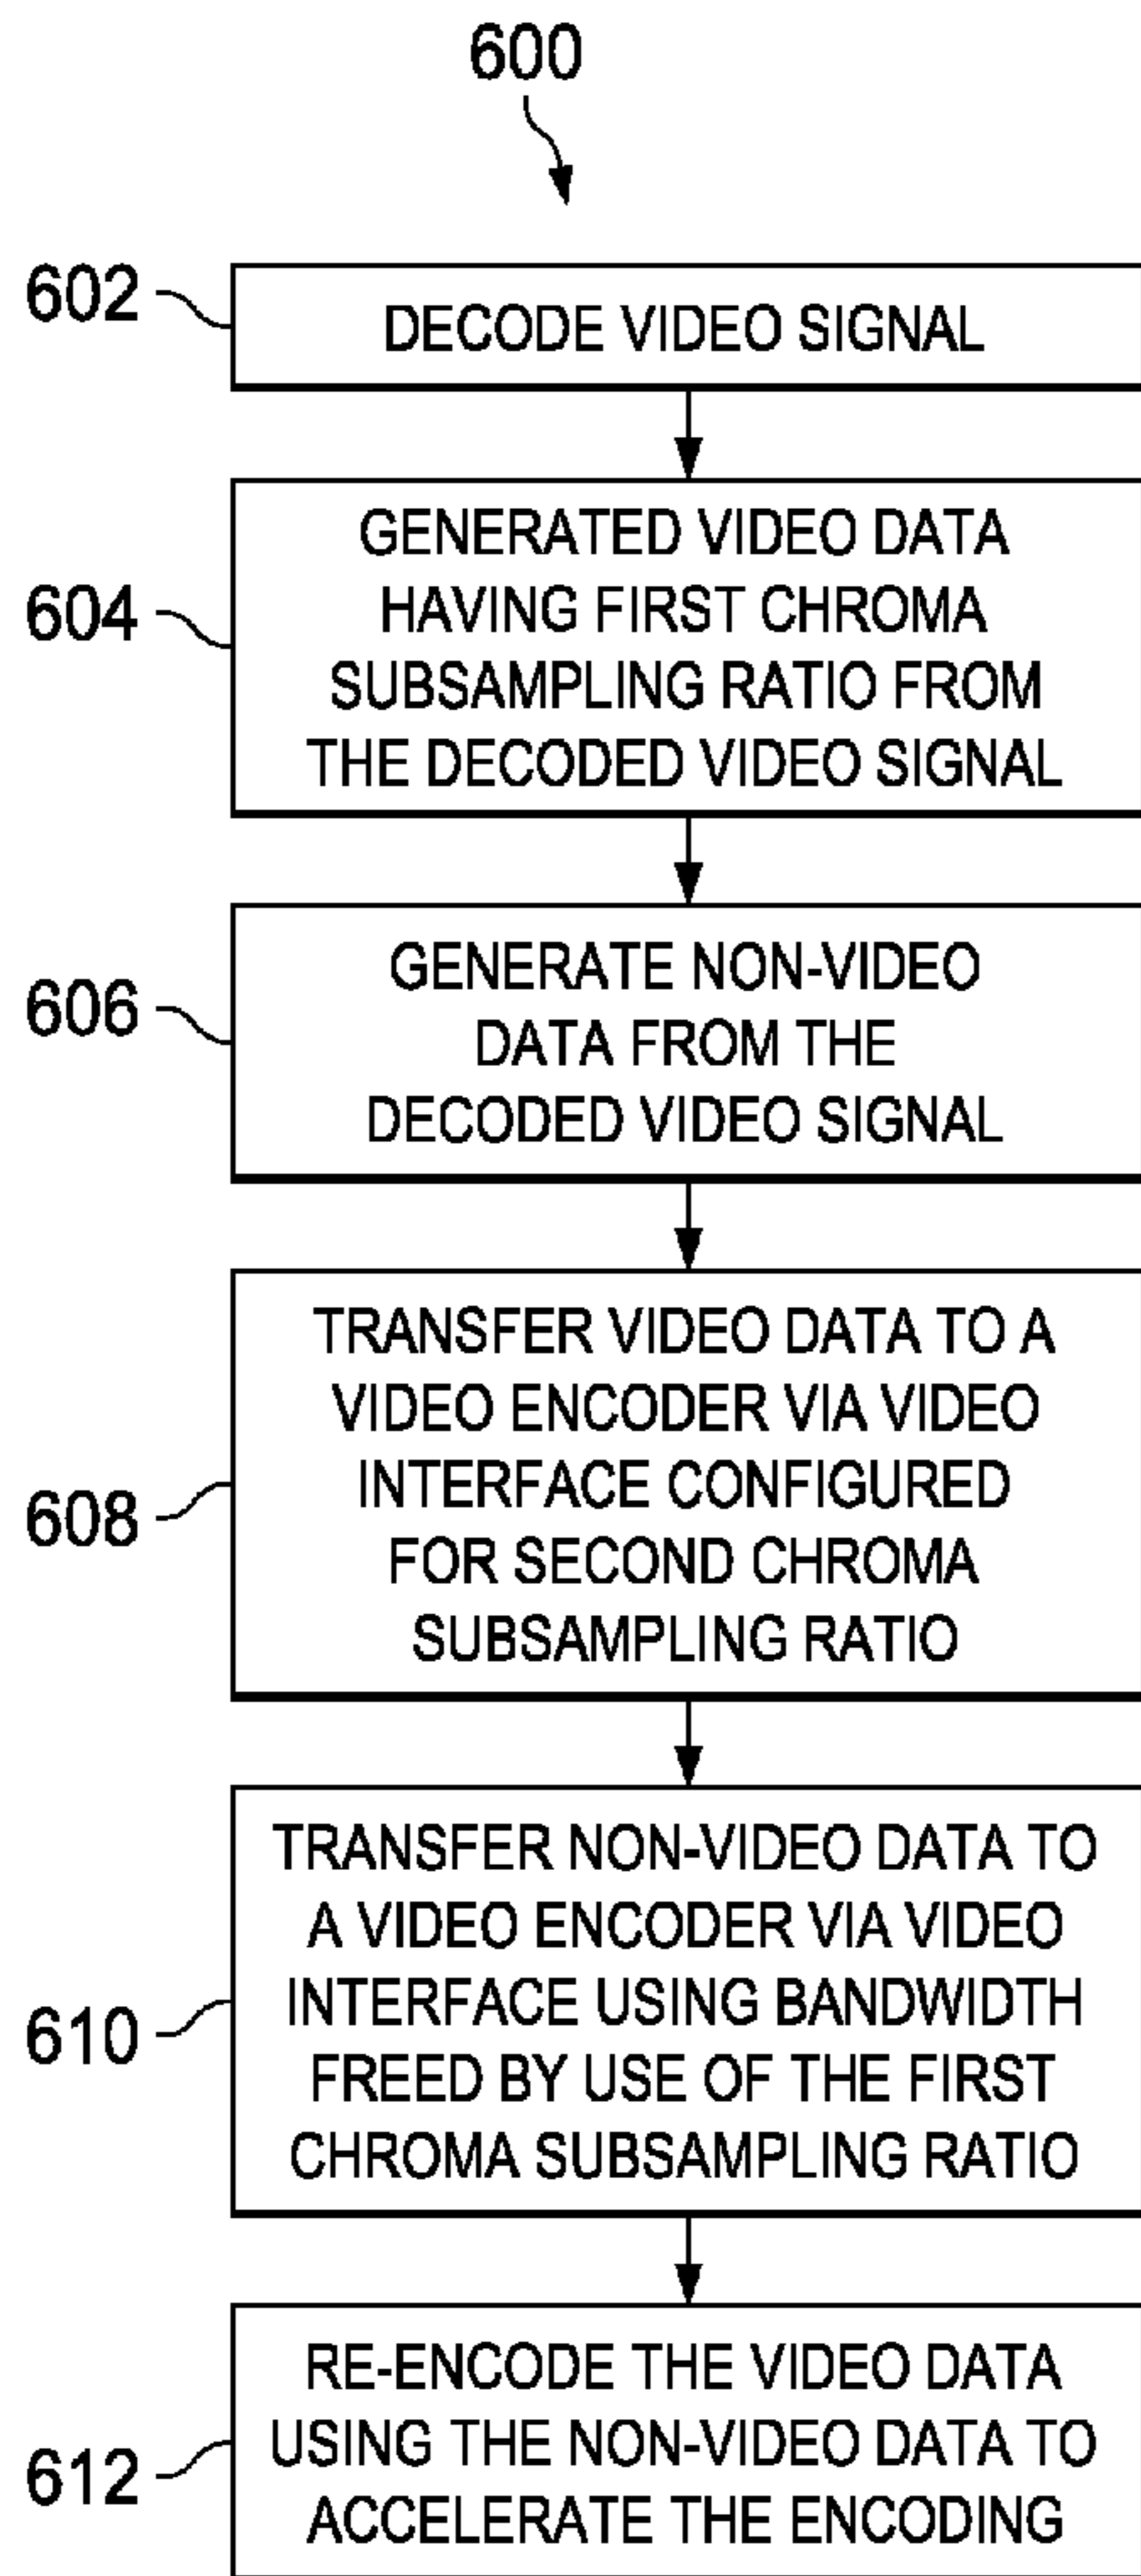 600
602
DECODE VIDEO SIGNAL
604
GENERATED VIDEO DATA
HAVING FIRST CHROMA
SUBSAMPLING RATIO FROM
THE DECODED VIDEO SIGNAL
606
GENERATE NON-VIDEO
DATA FROM THE
DECODED VIDEO SIGNAL
608
TRANSFER VIDEO DATA TO A
VIDEO ENCODER VIA VIDEO
INTERFACE CONFIGURED
FOR SECOND CHROMA
SUBSAMPLING RATIO
610
TRANSFER NON-VIDEO DATA TO
A VIDEO ENCODER VIA VIDEO
INTERFACE USING BANDWIDTH
FREED BY USE OF THE FIRST
CHROMA SUBSAMPLING RATIO
612
RE-ENCODE THE VIDEO DATA
USING THE NON-VIDEO DATA TO
ACCELERATE THE ENCODING